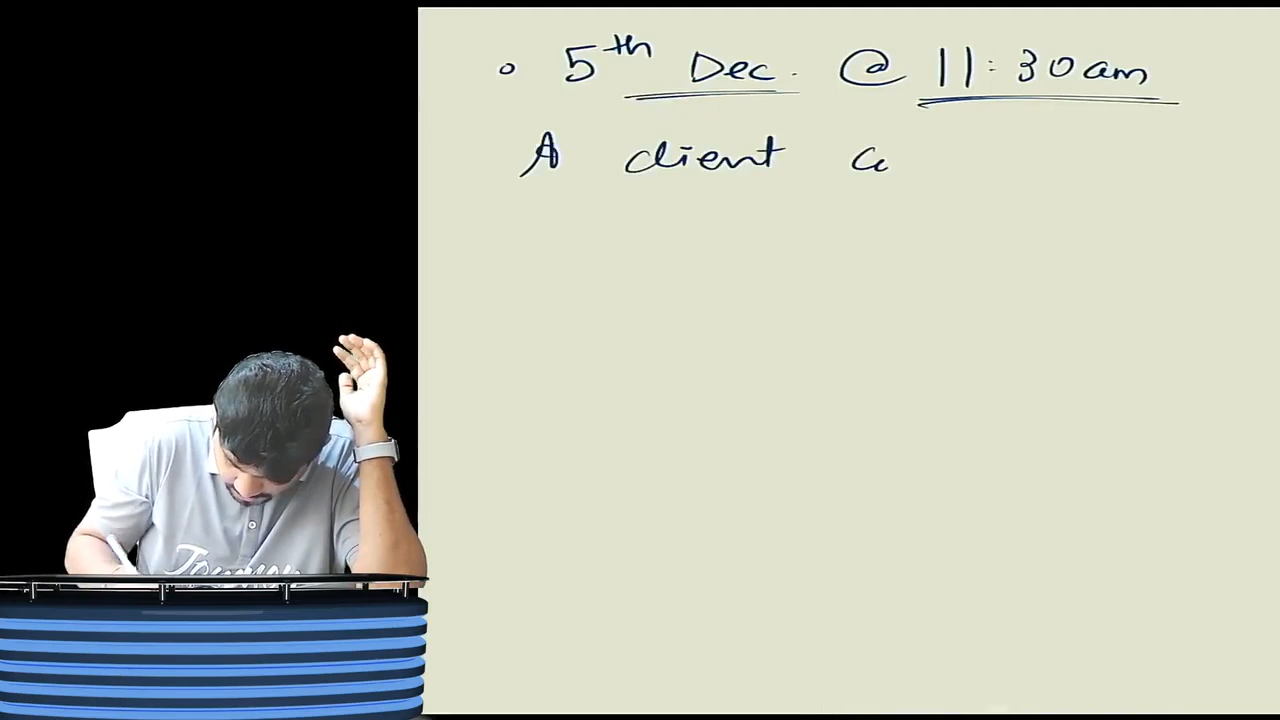 • 5th Dec. @ 11:30am
A client a